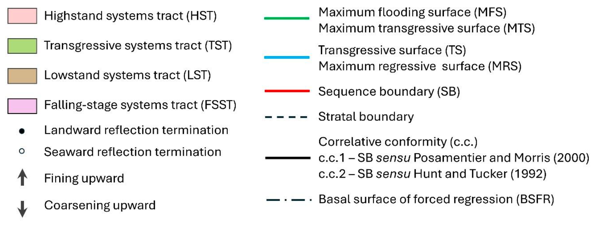 Highstand systems tract (HST)
Transgressive systems tract (TST)
Lowstand systems tract (LST)
Falling-stage systems tract (FSST)
Landward reflection termination
Seaward reflection termination
Fining upward
Coarsening upward
Maximum flooding surface (MFS)
Maximum transgressive surface (MTS)
Transgressive surface (TS)
Maximum regressive surface (MRS)
Sequence boundary (SB)
Stratal boundary
Correlative conformity (c.c.)
c.c.1 – SB sensu Posamentier and Morris (2000)
c.c.2 – SB sensu Hunt and Tucker (1992)
Basal surface of forced regression (BSFR)